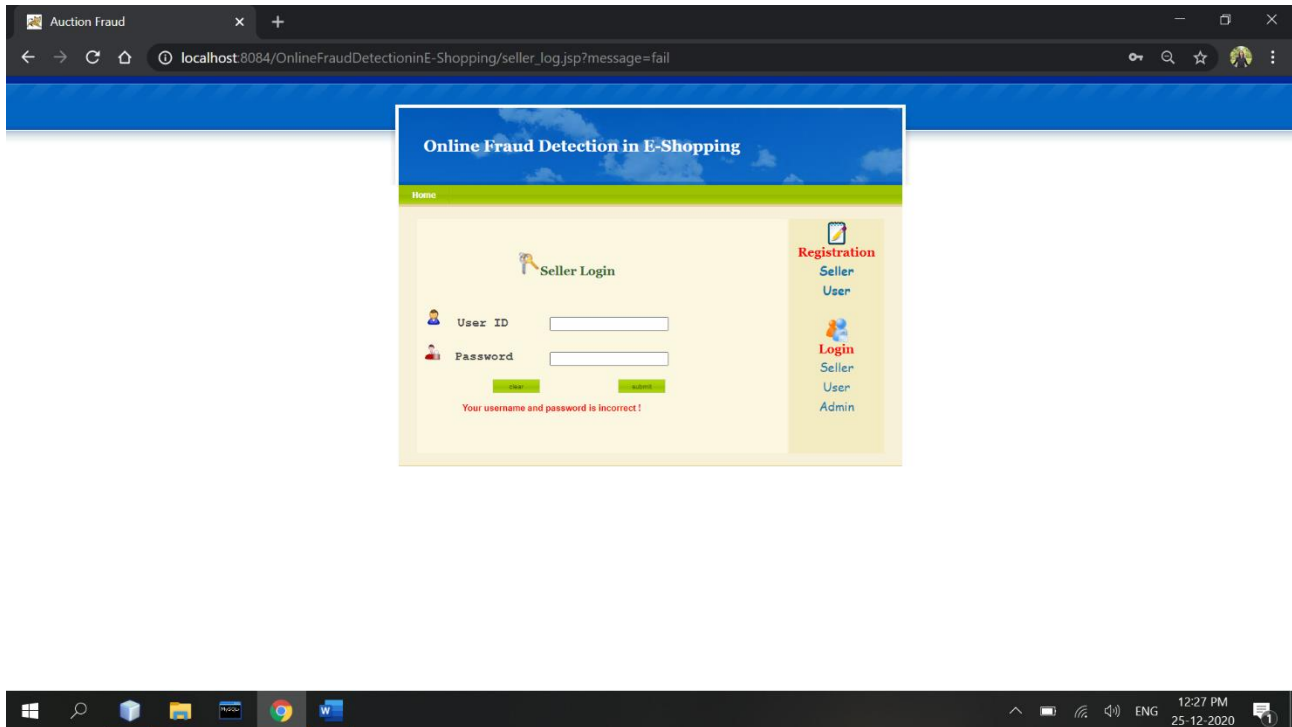 Auction Fraud
localhost:8084/OnlineFraudDetectioninE-Shopping/seller_log.jsp?message=fail
Online Fraud Detection in E-Shopping
Home
Seller Login
User ID
Password
clear submit
Your username and password is incorrect !
Registration
Seller
User
Login
Seller
User
Admin
MySQL
W
ENG
12:27 PM
25-12-2020
1